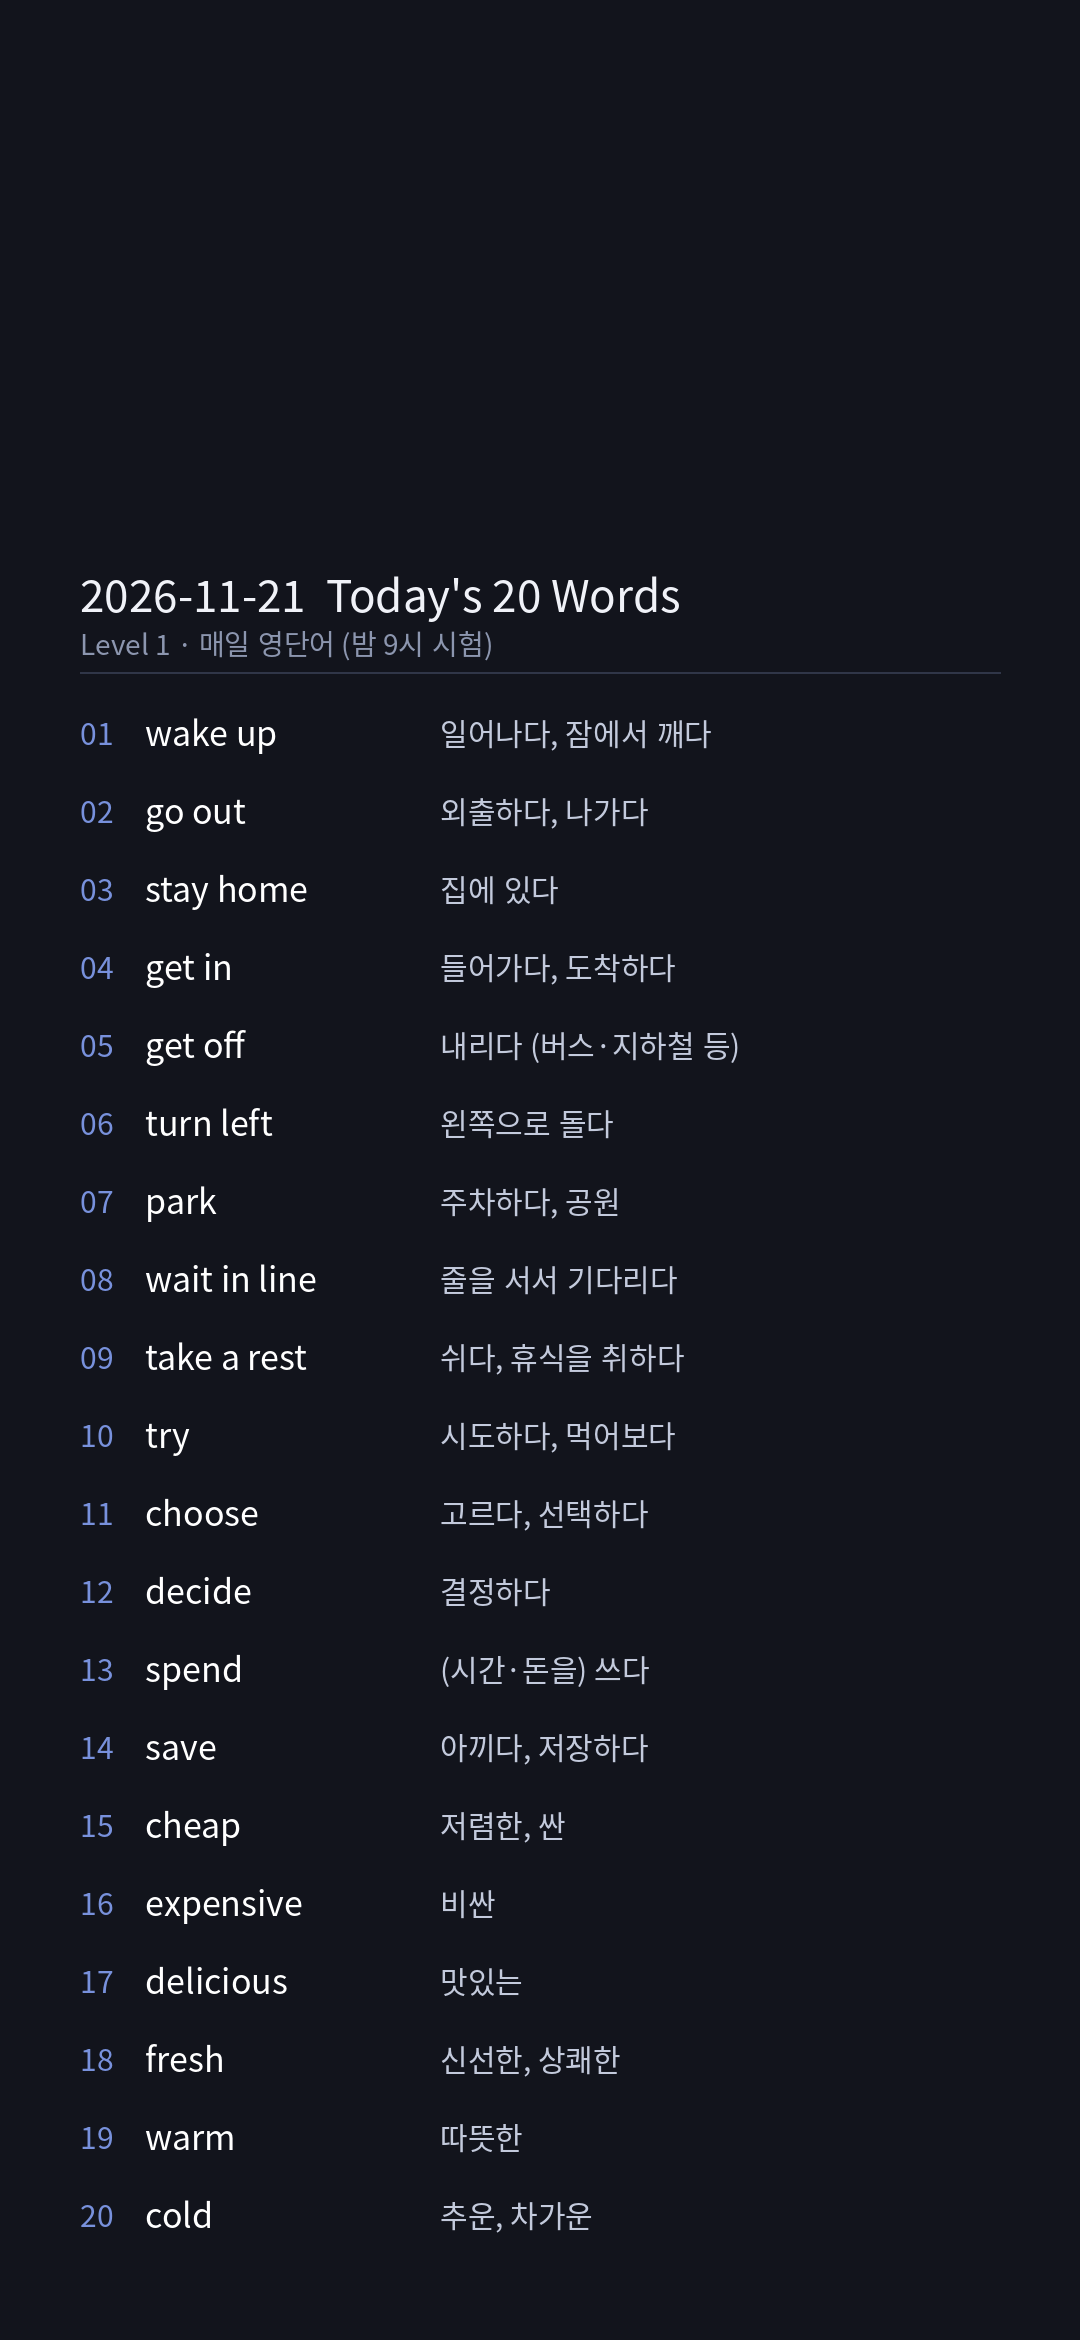 2026-11-21 Today's 20 Words
Level 1 · 매일 영단어 (밤 9시 시험)
01 wake up 일어나다, 잠에서 깨다
02 go out 외출하다, 나가다
03 stay home 집에 있다
04 get in 들어가다, 도착하다
05 get off 내리다 (버스·지하철 등)
06 turn left 왼쪽으로 돌다
07 park 주차하다, 공원
08 wait in line 줄을 서서 기다리다
09 take a rest 쉬다, 휴식을 취하다
10 try 시도하다, 먹어보다
11 choose 고르다, 선택하다
12 decide 결정하다
13 spend (시간·돈을) 쓰다
14 save 아끼다, 저장하다
15 cheap 저렴한, 싼
16 expensive 비싼
17 delicious 맛있는
18 fresh 신선한, 상쾌한
19 warm 따뜻한
20 cold 추운, 차가운